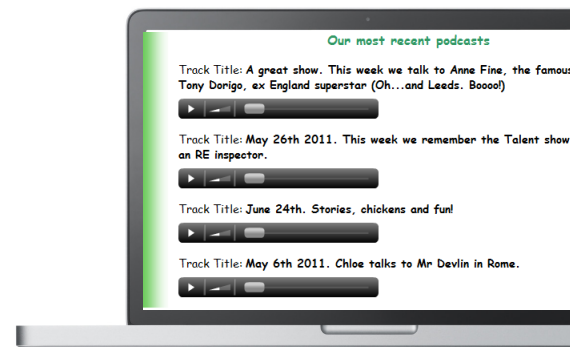 Our most recent podcasts
Track Title: A great show. This week we talk to Anne Fine, the famous
Tony Dorigo, ex England superstar (Oh...and Leeds. Boooo!)
Track Title: May 26th 2011. This week we remember the Talent show
an RE inspector.
Track Title: June 24th. Stories, chickens and fun!
Track Title: May 6th 2011. Chloe talks to Mr Devlin in Rome.